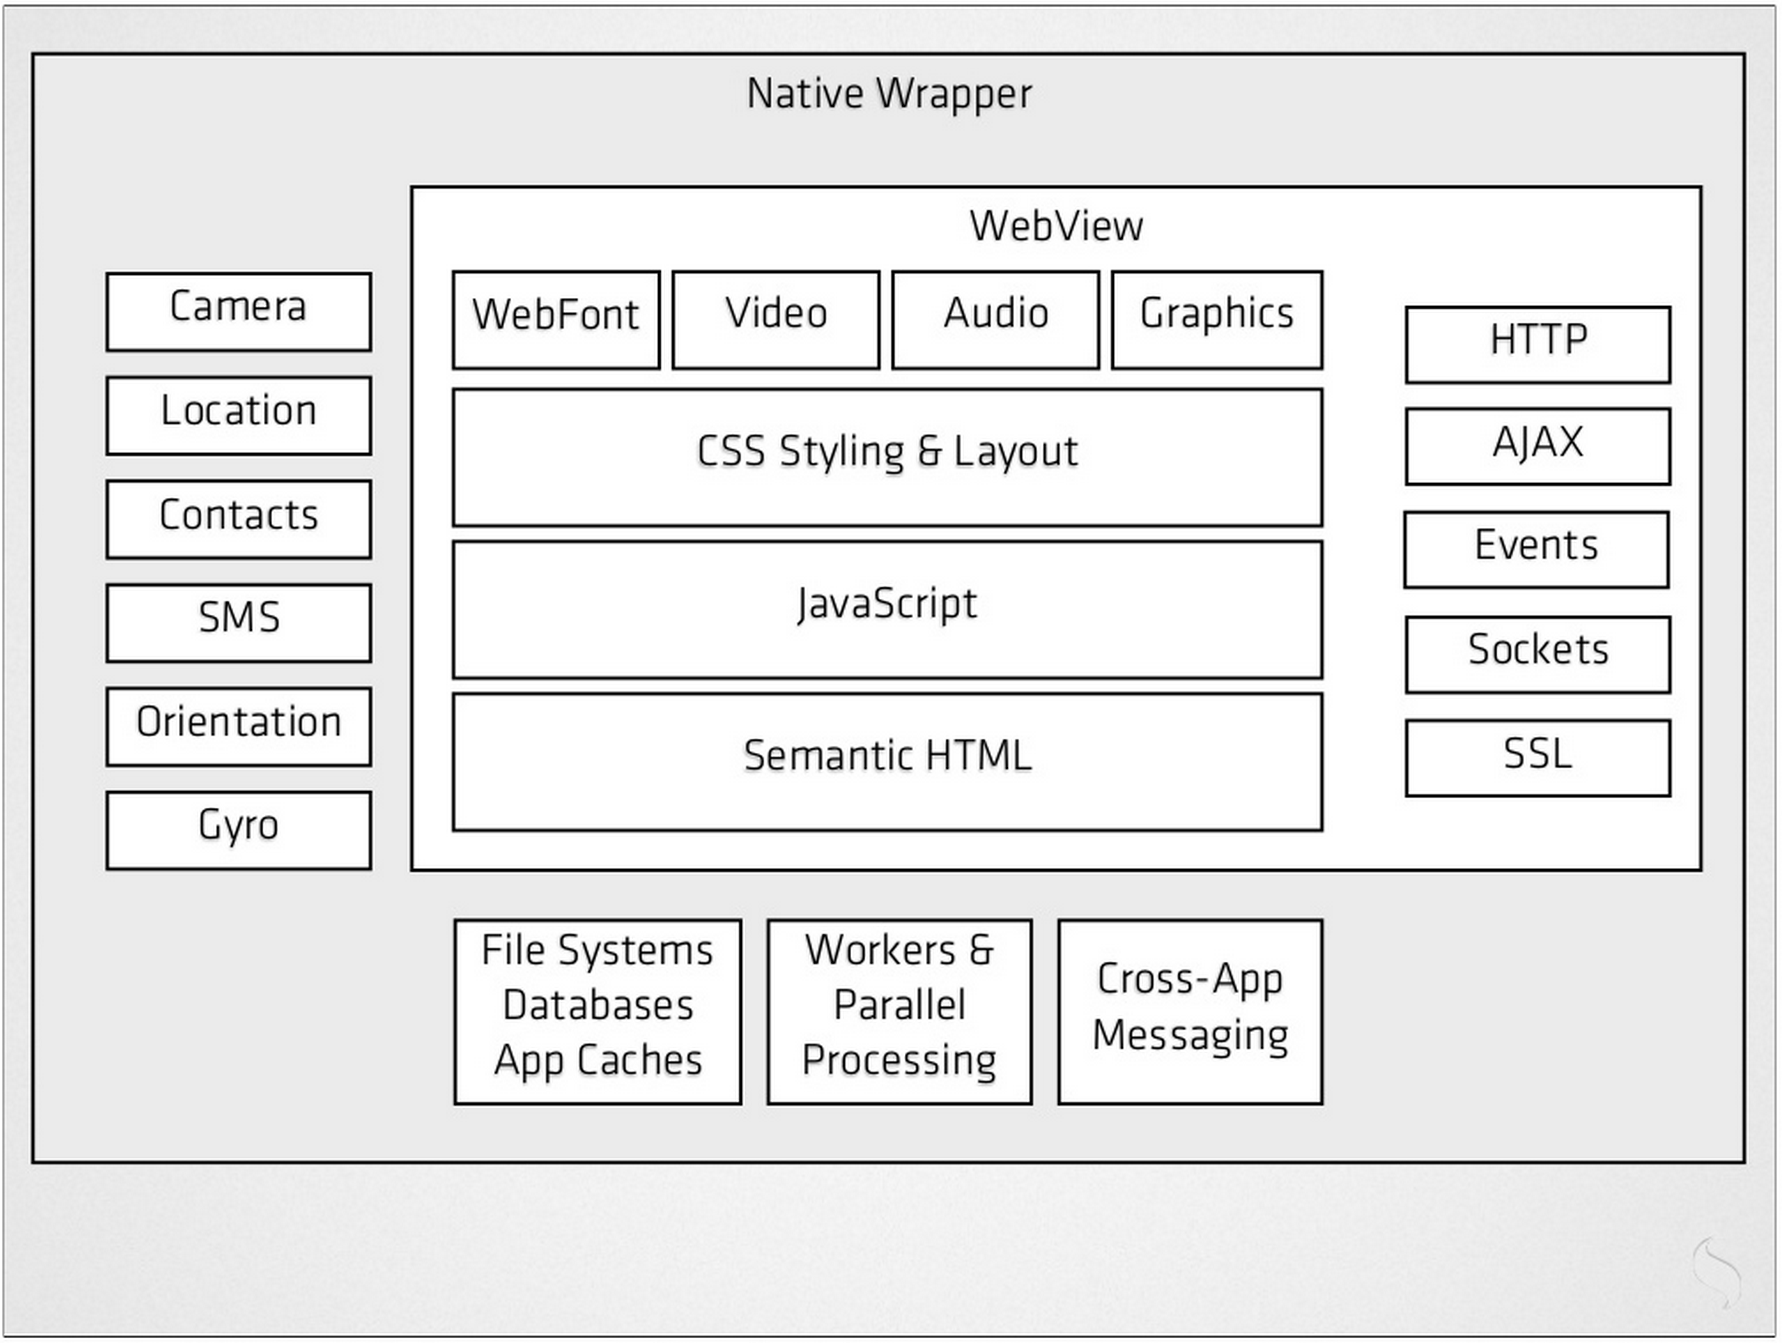 Native Wrapper
WebView
Camera
Location
Contacts
SMS
Orientation
Gyro
WebFont
Video
Audio
Graphics
CSS Styling & Layout
JavaScript
Semantic HTML
HTTP
AJAX
Events
Sockets
SSL
File Systems
Databases
App Caches
Workers &
Parallel
Processing
Cross-App
Messaging